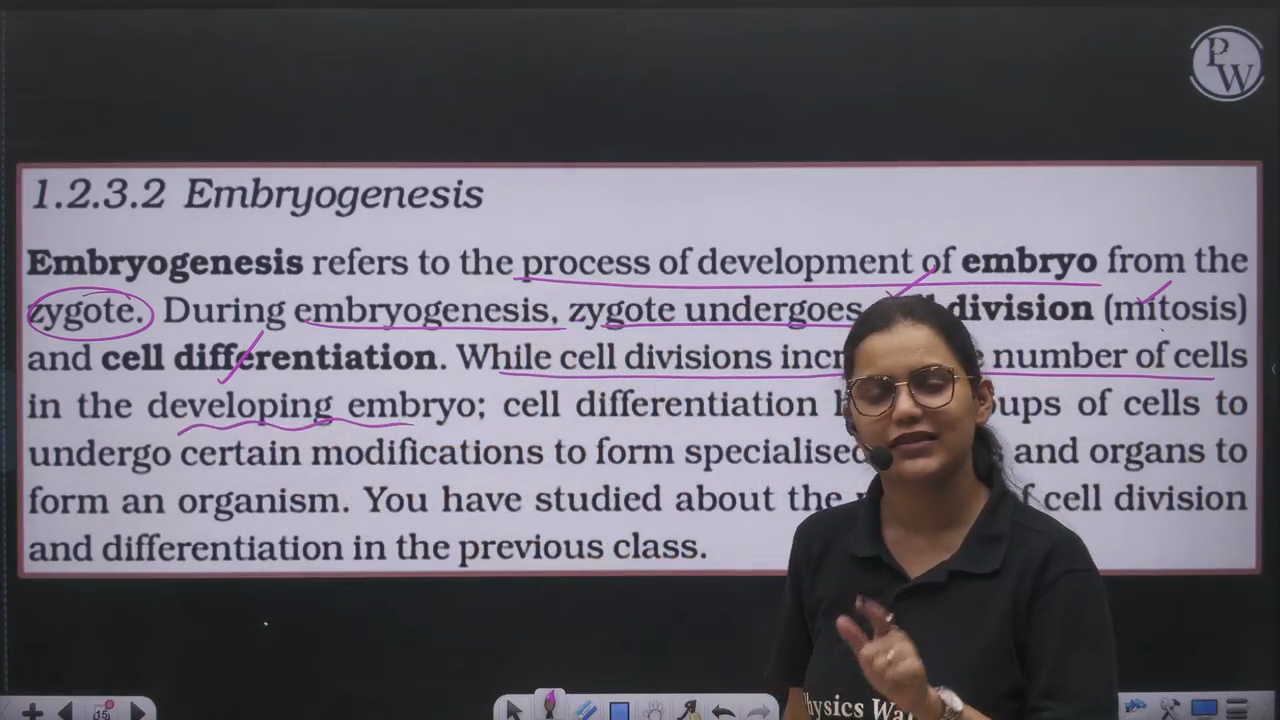 PW
1.2.3.2 Embryogenesis
Embryogenesis refers to the process of development of embryo from the
zygote. During embryogenesis, zygote undergoes division (mitosis)
and cell differentiation. While cell divisions number of cells
in the developing embryo; cell differentiation of cells to
undergo certain modifications to form and organs to
form an organism. You have studied about the cell division
and differentiation in the previous class.
15